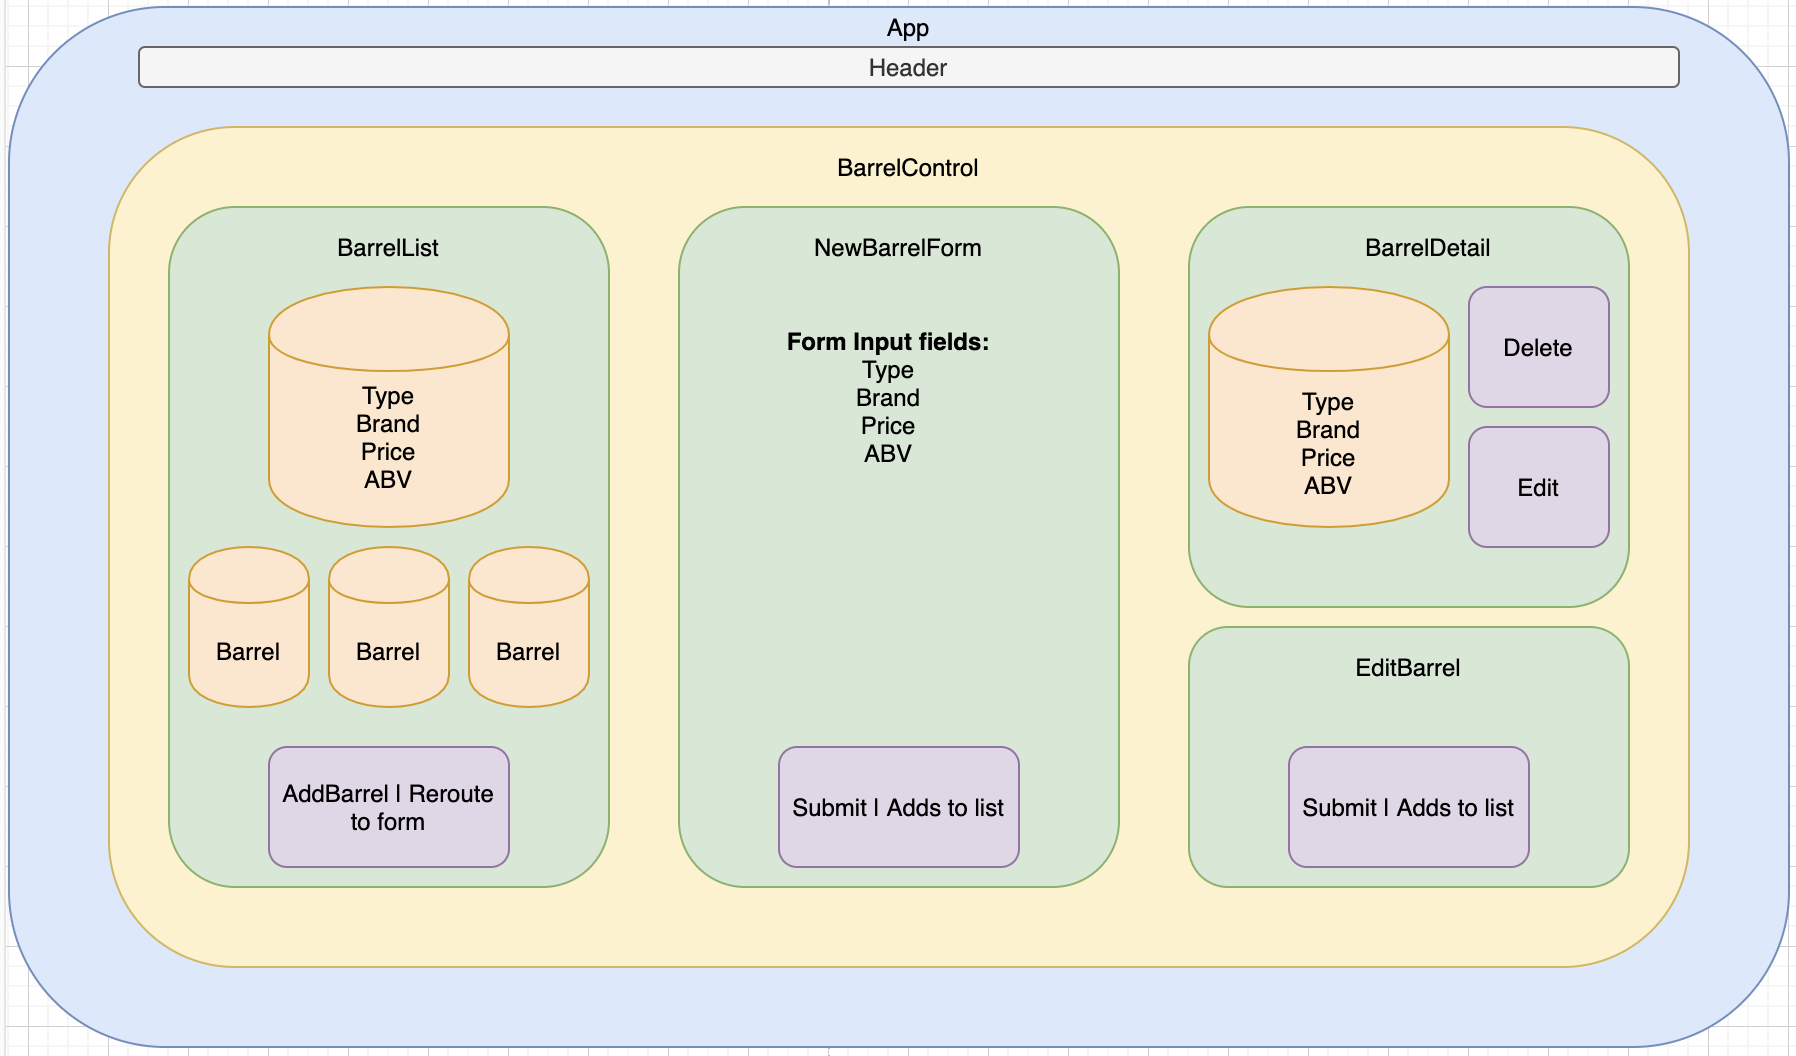 App
Header
BarrelControl
BarrelList
Type
Brand
Price
ABV
Barrel
Barrel
Barrel
AddBarrel | Reroute
to form
NewBarrelForm
Form Input fields:
Type
Brand
Price
ABV
Submit | Adds to list
BarrelDetail
Type
Brand
Price
ABV
Delete
Edit
EditBarrel
Submit | Adds to list